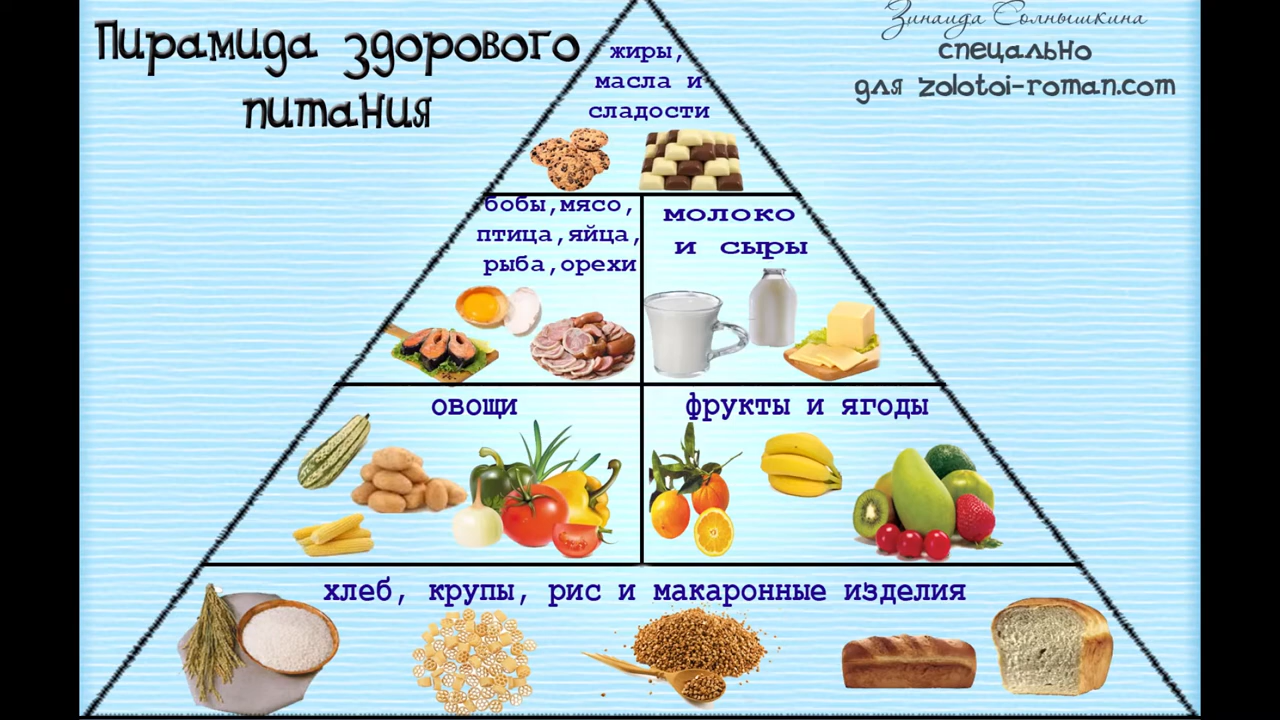 Пирамида здорового
питания
Зинаида Солнышкина
спецально
для zolotoi-roman.com
жиры,
масла и
сладости
бобы,мясо,
птица,яйца,
рыба,орехи
молоко
и сыры
овощи
фрукты и ягоды
хлеб, крупы, рис и макаронные изделия